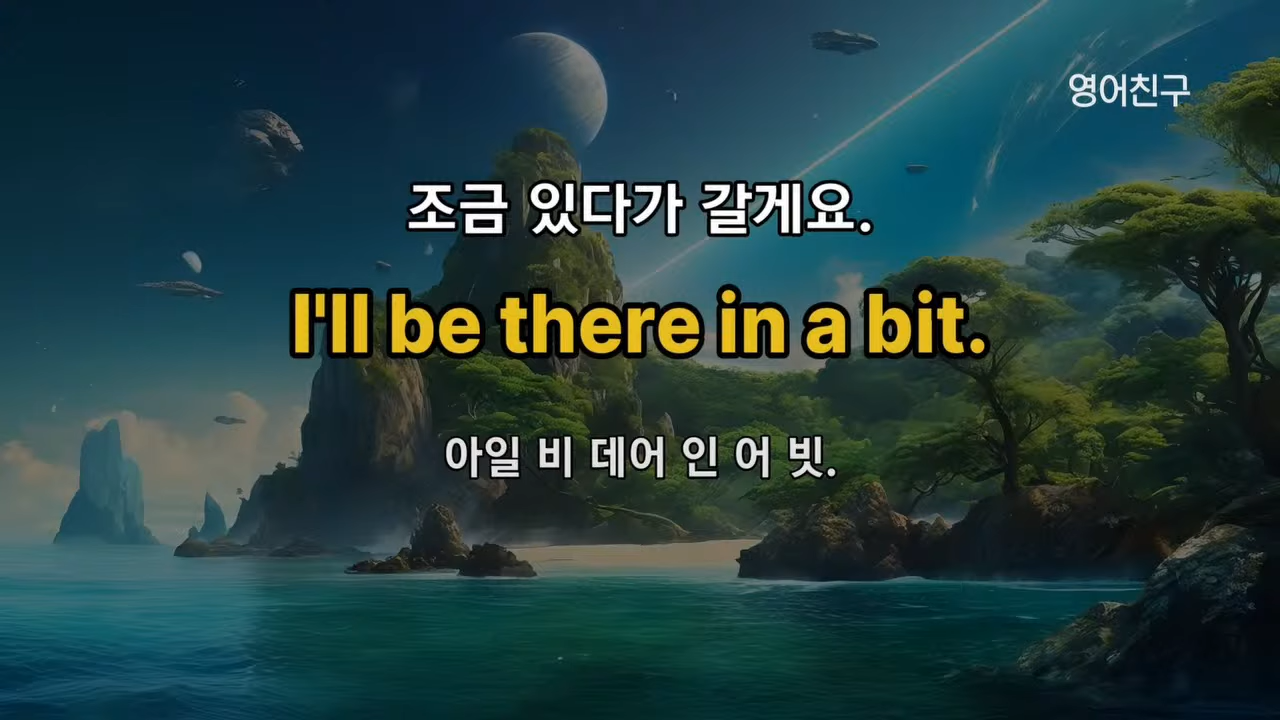 영어친구
조금 있다가 갈게요.
I'll be there in a bit.
아일 비 데어 인 어 빗.